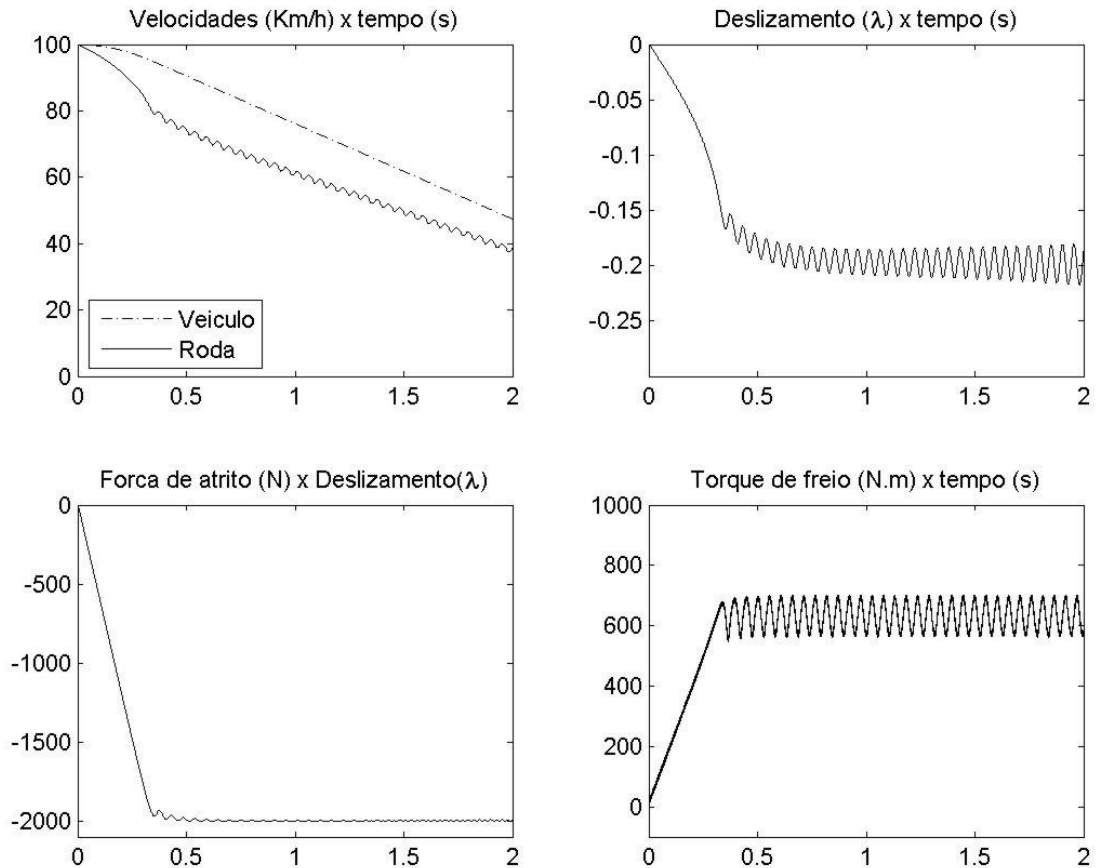 Velocidades (Km/h) x tempo (s)
100
80
60
40
20
0
Veiculo
Roda
0 0.5 1 1.5 2
Deslizamento (λ) x tempo (s)
0
-0.05
-0.1
-0.15
-0.2
-0.25
0 0.5 1 1.5 2
Forca de atrito (N) x Deslizamento(λ)
0
-500
-1000
-1500
-2000
0 0.5 1 1.5 2
Torque de freio (N.m) x tempo (s)
1000
800
600
400
200
0
0 0.5 1 1.5 2